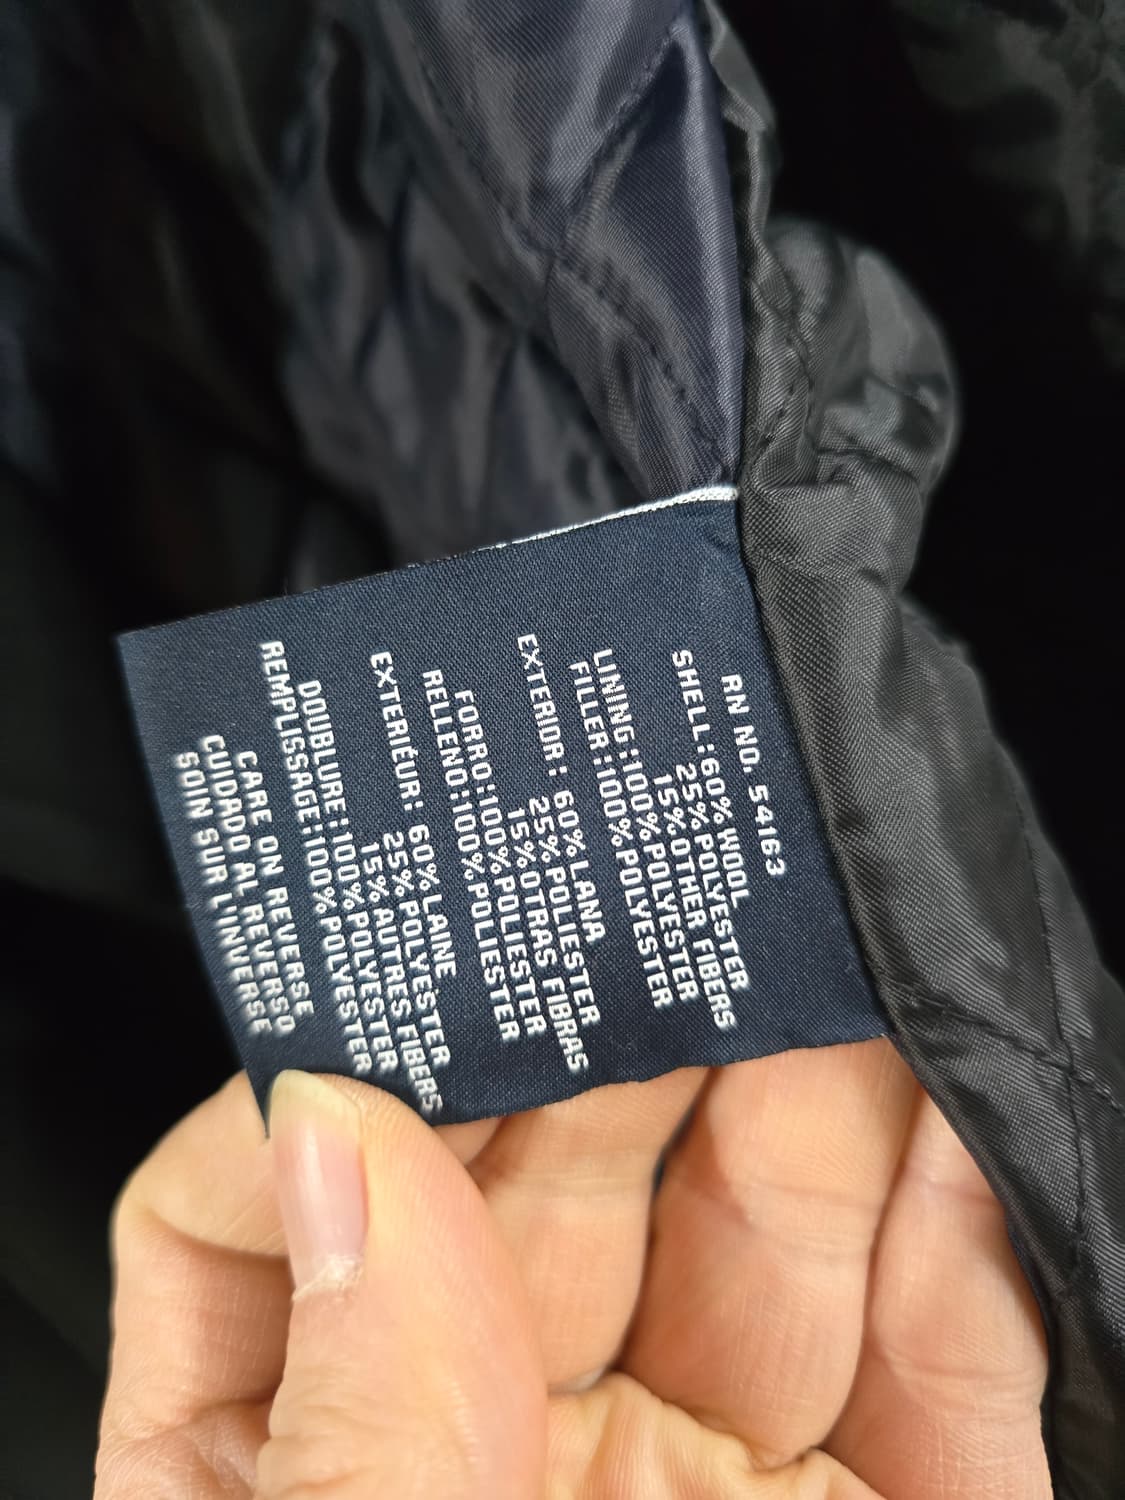 RN NO. 54163
SHELL: 60% WOOL
25% POLYESTER
15% OTHER FIBERS
LINING: 100% POLYESTER
FILLER: 100% POLYESTER
EXTERIOR: 60% LANA
25% POLIESTER
15% OTRAS FIBRAS
FORRO: 100% POLIESTER
RELLENO: 100% POLIESTER
EXTERIEUR: 60% LAINE
25% POLYESTER
15% AUTRES FIBERS
DOUBLURE: 100% POLYESTER
REMPLISSAGE: 100% POLYESTER
CARE ON REVERSE
CUIDADO AL REVERSO
SOIN SUR L'INVERSE